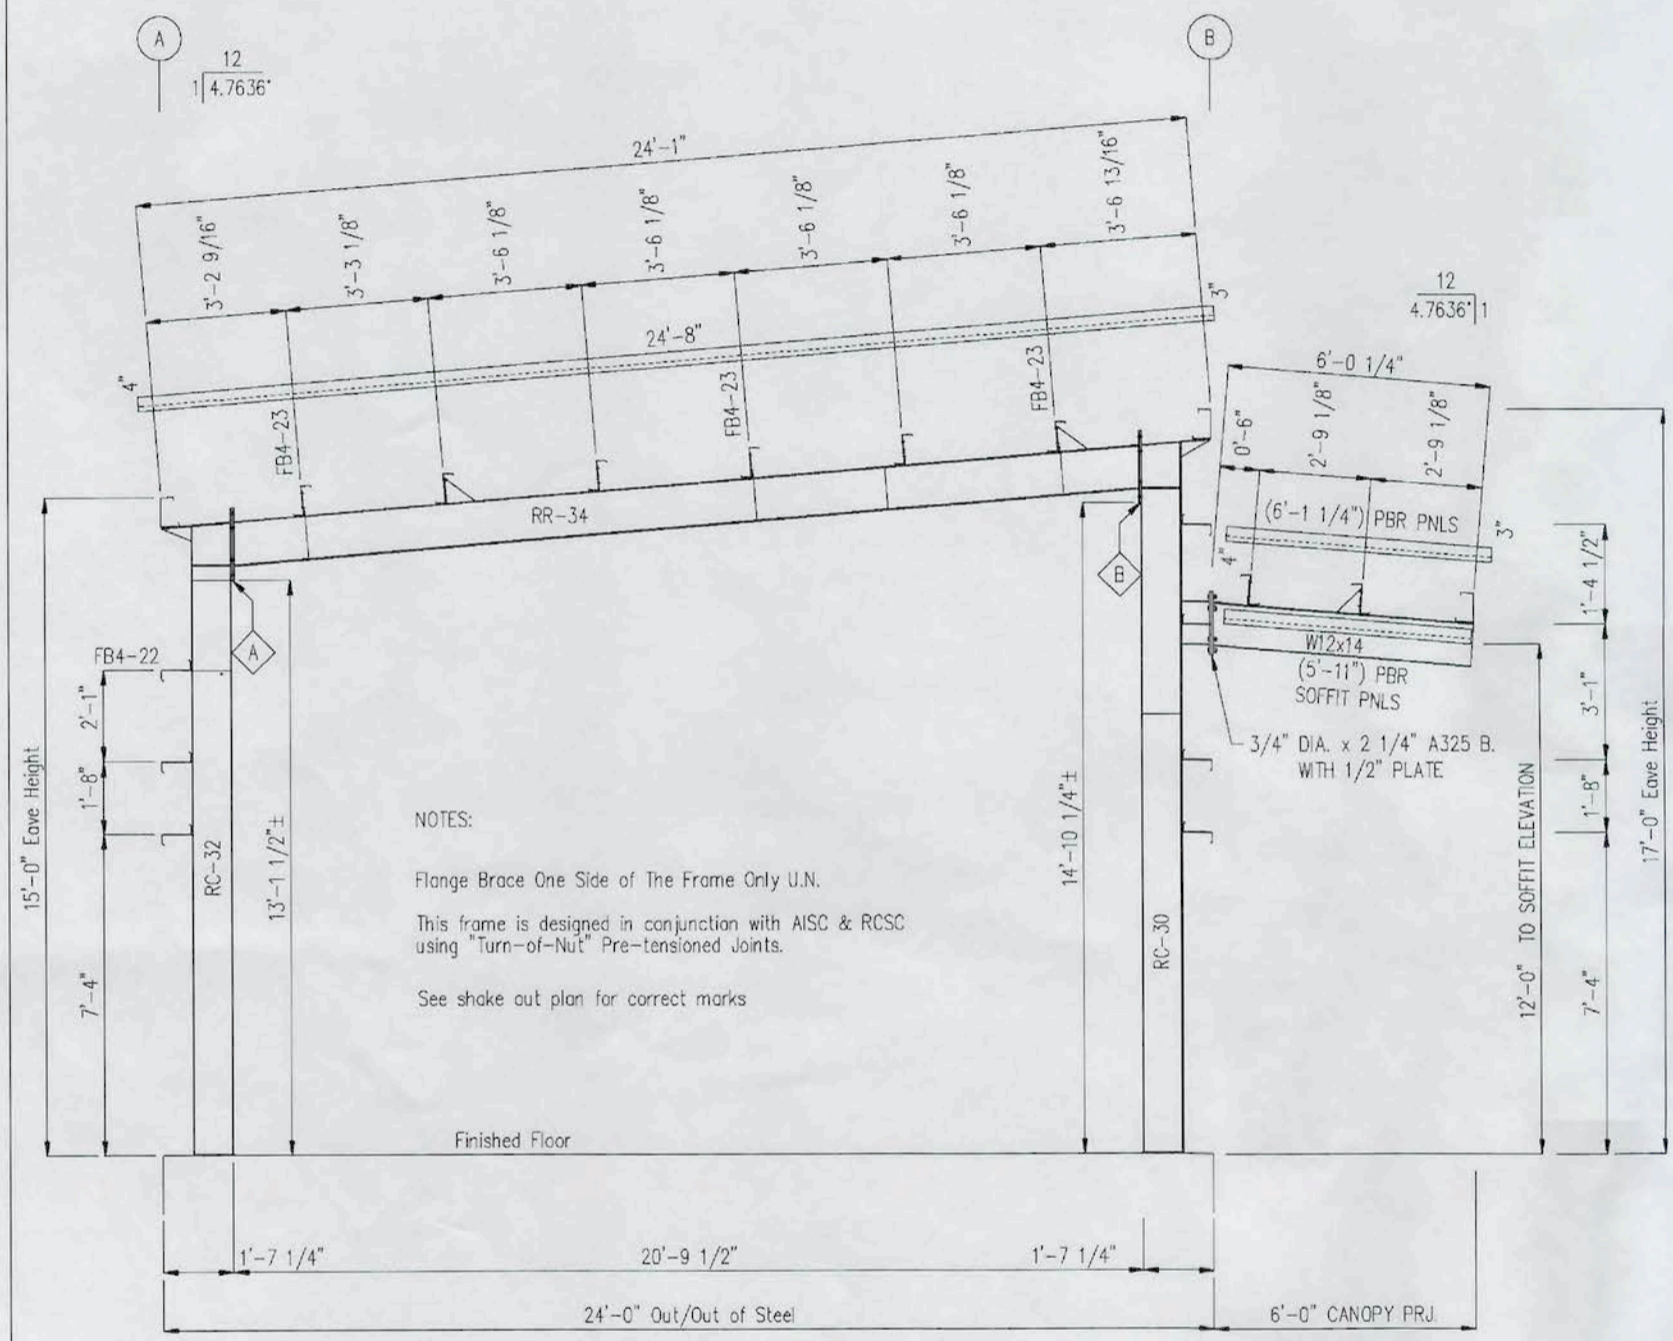 A
B
12
1 4.7636°
24'-1"
3'-2 9/16"
3'-3 1/8"
3'-6 1/8"
3'-6 1/8"
3'-6 1/8"
3'-6 1/8"
3'-6 13/16"
4"
24'-8"
3"
FB4-23
FB4-23
FB4-23
12
4.7636° 1
6'-0 1/4"
0'-6"
2'-9 1/8"
2'-9 1/8"
(6'-1 1/4") PBR PNLS
4"
3"
RR-34
B
A
W12x14
(5'-11") PBR
SOFFIT PNLS
3/4" DIA. x 2 1/4" A325 B.
WITH 1/2" PLATE
FB4-22
2'-1"
1'-8"
7'-4"
15'-0" Eave Height
RC-32
13'-1 1/2"±
NOTES:
Flange Brace One Side of The Frame Only U.N.
This frame is designed in conjunction with AISC & RCSC
using "Turn-of-Nut" Pre-tensioned Joints.
See shake out plan for correct marks
14'-10 1/4"±
RC-30
1'-4 1/2"
3'-1"
1'-8"
7'-4"
12'-0" TO SOFFIT ELEVATION
17'-0" Eave Height
Finished Floor
1'-7 1/4"
20'-9 1/2"
1'-7 1/4"
24'-0" Out/Out of Steel
6'-0" CANOPY PRJ.